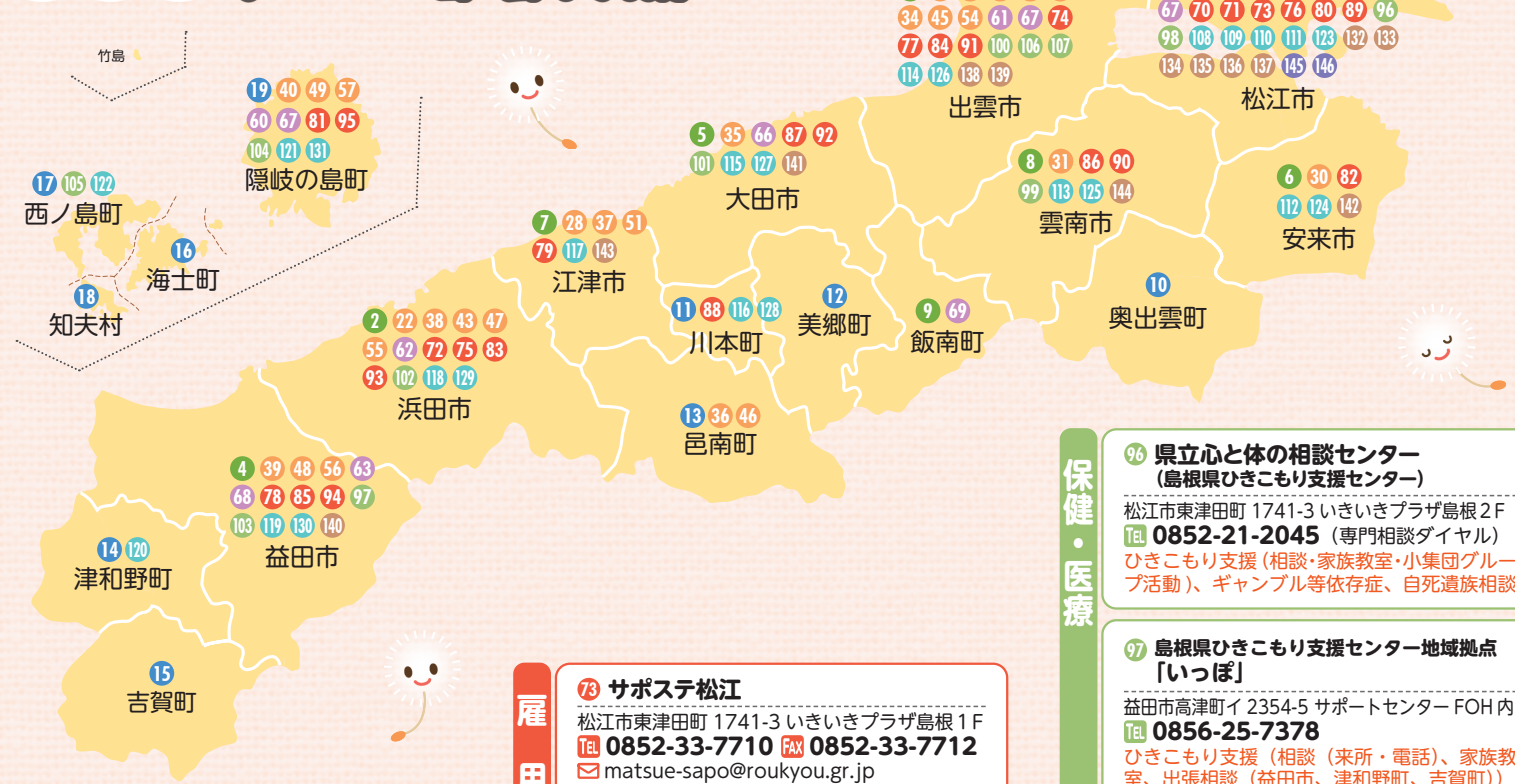 34 45 54 61 67 74
77 84 91 100 106 107
114 126 138 139
出雲市
67 70 71 73 76 80 89 96
98 108 109 110 111 123 132 133
134 135 136 137 145 146
松江市
竹島
19 40 49 57
60 67 81 95
104 121 131
隠岐の島町
17 105 122
西ノ島町
16
海士町
18
知夫村
5 35 66 87 92
101 115 127 141
大田市
8 31 86 90
99 113 125 144
雲南市
6 30 82
112 124 142
安来市
7 28 37 51
79 117 143
江津市
10
奥出雲町
11 88 116 128
川本町
12
美郷町
9 69
飯南町
2 22 38 43 47
55 62 72 75 83
93 102 118 129
浜田市
13 36 46
邑南町
4 39 48 56 63
68 78 85 94 97
103 119 130 140
益田市
14 120
津和野町
15
吉賀町
保健・医療
96 県立心と体の相談センター
(島根県ひきこもり支援センター)
松江市東津田町 1741-3 いきいきプラザ島根2F
TEL 0852-21-2045（専門相談ダイヤル）
ひきこもり支援(相談・家族教室・小集団グルー
プ活動)、ギャンブル等依存症、自死遺族相談
97 島根県ひきこもり支援センター地域拠点
「いっぽ」
益田市高津町イ 2354-5 サポートセンター FOH 内
TEL 0856-25-7378
ひきこもり支援（相談（来所・電話）、家族教
室、出張相談（益田市、津和野町、吉賀町））
雇
73 サポステ松江
松江市東津田町 1741-3 いきいきプラザ島根1F
TEL 0852-33-7710 FAX 0852-33-7712
matsue-sapo@roukyou.gr.jp